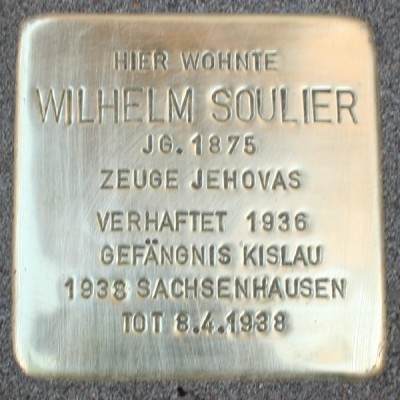 HIER WOHNTE
WILHELM SOULIER
JG. 1875
ZEUGE JEHOVAS
VERHAFTET 1936
GEFÄNGNIS KISLAU
1938 SACHSENHAUSEN
TOT 8.4.1938